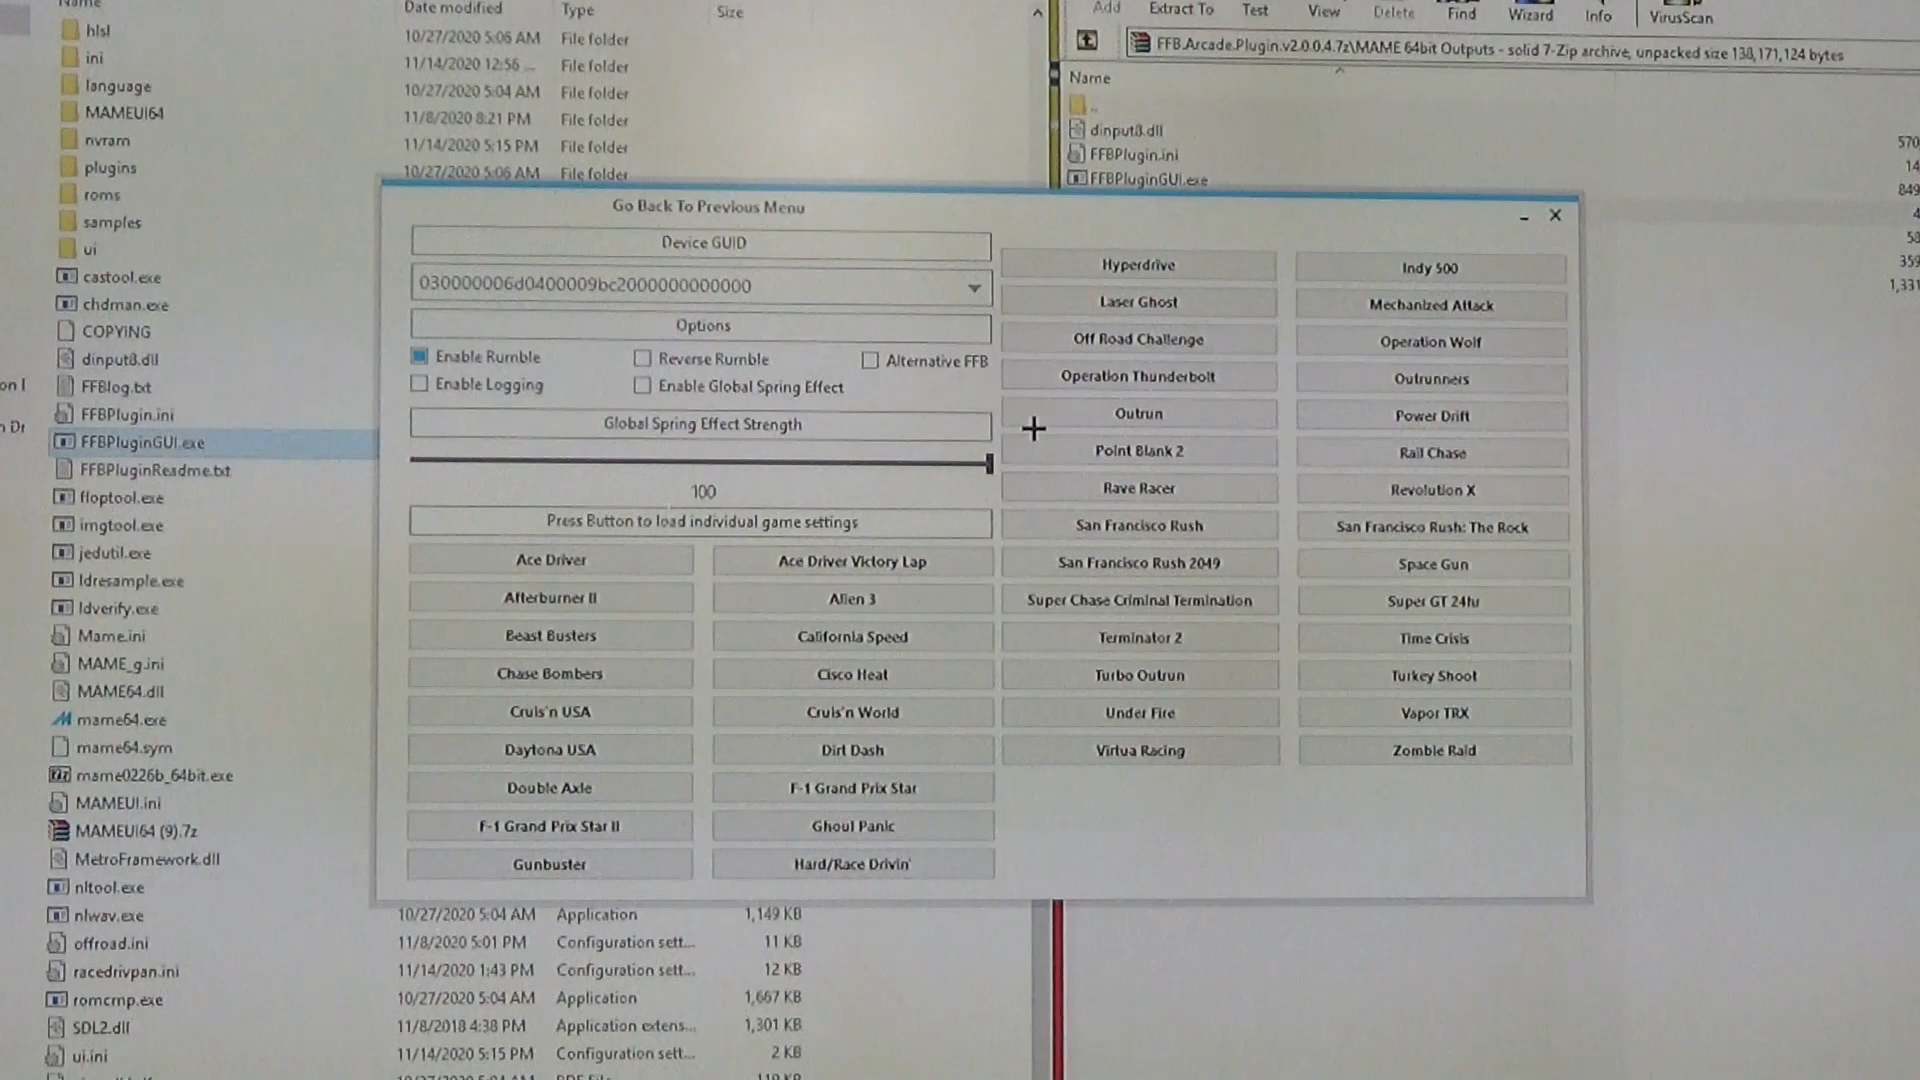 Name
Date modified Type Size
hlsl 10/27/2020 5:06 AM File folder
ini 11/14/2020 12:56 ... File folder
language 10/27/2020 5:04 AM File folder
MAMEUI64 11/8/2020 8:21 PM File folder
nvram 11/14/2020 5:15 PM File folder
plugins 10/27/2020 5:06 AM File folder
roms
samples
ui
castool.exe
chdman.exe
COPYING
dinput8.dll
FFBlog.txt
FFBPlugin.ini
FFBPluginGUI.exe
FFBPluginReadme.txt
floptool.exe
imgtool.exe
jedutil.exe
ldresample.exe
ldverify.exe
Mame.ini
MAME_g.ini
MAME64.dll
mame64.exe
mame64.sym
mame0226b_64bit.exe
MAMEUI.ini
MAMEUI64 (9).7z
MetroFramework.dll
nltool.exe
nlwav.exe 10/27/2020 5:04 AM Application 1,149 KB
offroad.ini 11/8/2020 5:01 PM Configuration sett... 11 KB
racedrivpan.ini 11/14/2020 1:43 PM Configuration sett... 12 KB
romcmp.exe 10/27/2020 5:04 AM Application 1,667 KB
SDL2.dll 11/8/2018 4:38 PM Application extens... 1,301 KB
ui.ini 11/14/2020 5:15 PM Configuration sett... 2 KB
Add Extract To Test View Delete Find Wizard Info VirusScan
FFB.Arcade.Plugin.v2.0.0.4.7z\MAME 64bit Outputs - solid 7-Zip archive, unpacked size 138,171,124 bytes
Name
..
dinput8.dll 570
FFBPlugin.ini 14
FFBPluginGUI.exe 849
4
58
359
1,331
Go Back To Previous Menu
Device GUID
030000006d0400009bc2000000000000
Options
Enable Rumble Reverse Rumble Alternative FFB
Enable Logging Enable Global Spring Effect
Global Spring Effect Strength
100
Press Button to load individual game settings
Ace Driver Ace Driver Victory Lap
Afterburner II Alien 3
Beast Busters California Speed
Chase Bombers Cisco Heat
Cruis'n USA Cruis'n World
Daytona USA Dirt Dash
Double Axle F-1 Grand Prix Star
F-1 Grand Prix Star II Ghoul Panic
Gunbuster Hard/Race Drivin'
Hyperdrive Indy 500
Laser Ghost Mechanized Attack
Off Road Challenge Operation Wolf
Operation Thunderbolt Outrunners
Outrun Power Drift
Point Blank 2 Rail Chase
Rave Racer Revolution X
San Francisco Rush San Francisco Rush: The Rock
San Francisco Rush 2049 Space Gun
Super Chase Criminal Termination Super GT 24hr
Terminator 2 Time Crisis
Turbo Outrun Turkey Shoot
Under Fire Vapor TRX
Virtua Racing Zombie Raid